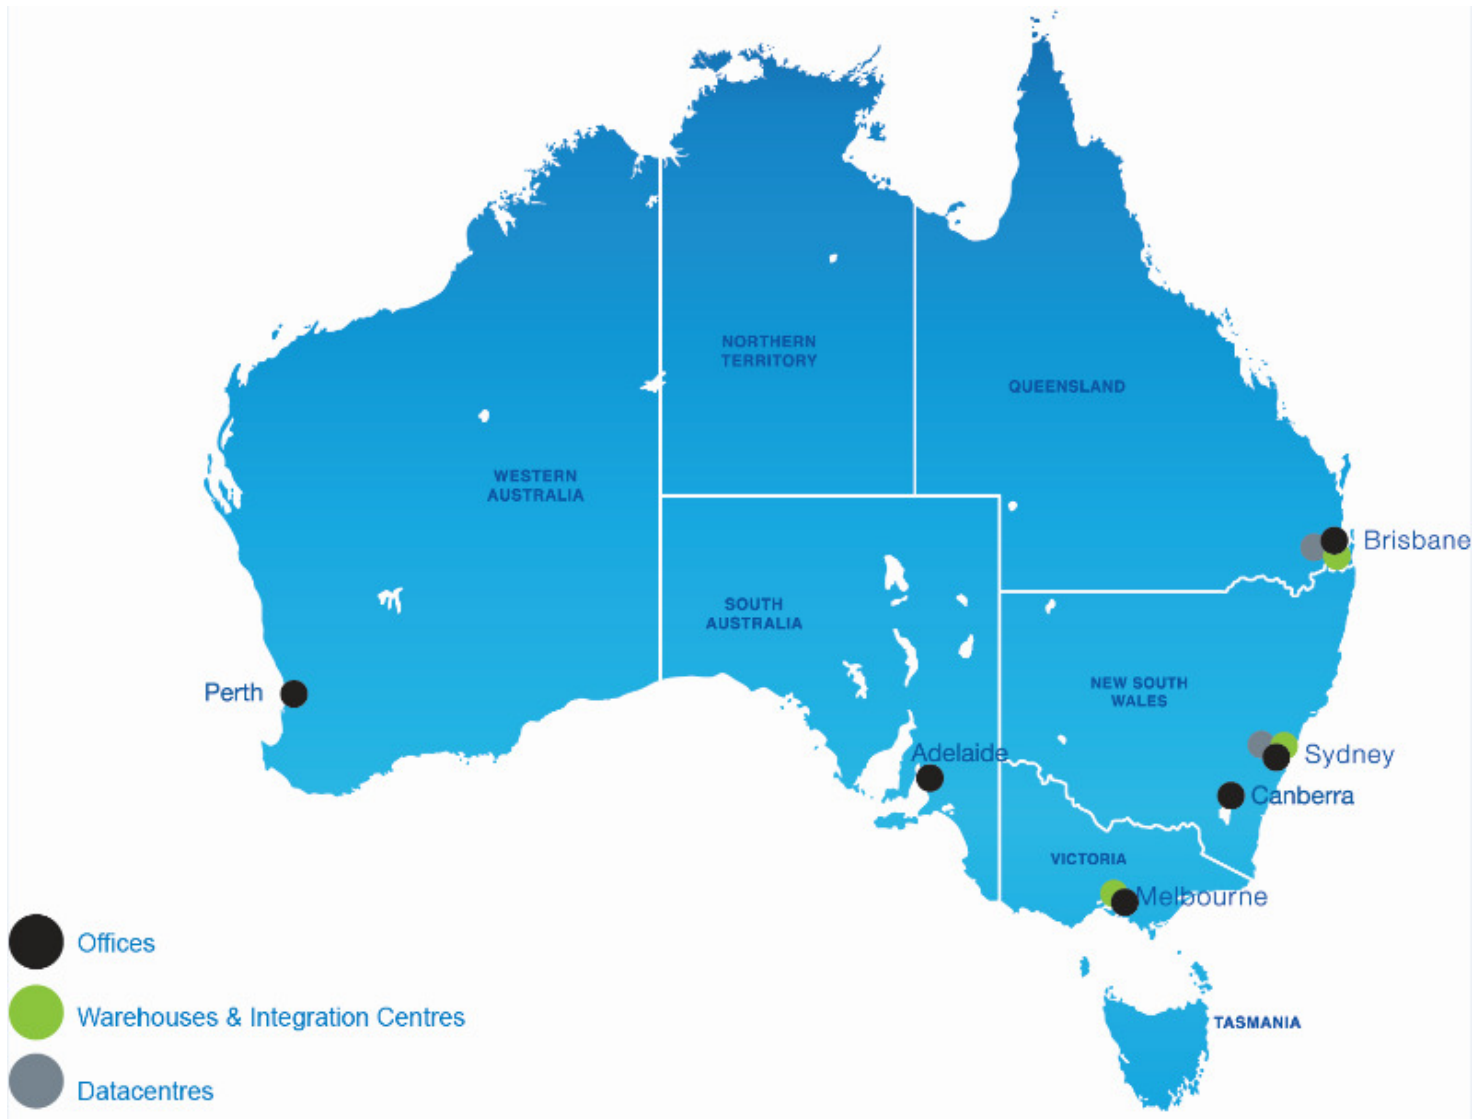 NORTHERN
TERRITORY
QUEENSLAND
WESTERN
AUSTRALIA
Brisbane
SOUTH
AUSTRALIA
NEW SOUTH
WALES
Perth
Adelaide
Sydney
Canberra
VICTORIA
Melbourne
Offices
Warehouses & Integration Centres
TASMANIA
Datacentres